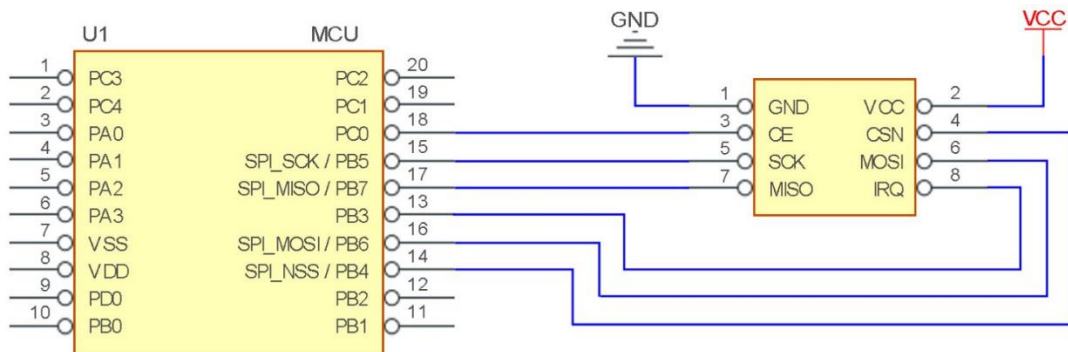 GND
VCC
U1 MCU
1 PC3 PC2 20
2 PC4 PC1 19
3 PA0 PC0 18
4 PA1 SPI_SCK / PB5 15
5 PA2 SPI_MISO / PB7 17
6 PA3 PB3 13
7 VSS SPI_MOSI / PB6 16
8 VDD SPI_NSS / PB4 14
9 PD0 PB2 12
10 PB0 PB1 11
1 GND VCC 2
3 CE CSN 4
5 SCK MOSI 6
7 MISO IRQ 8